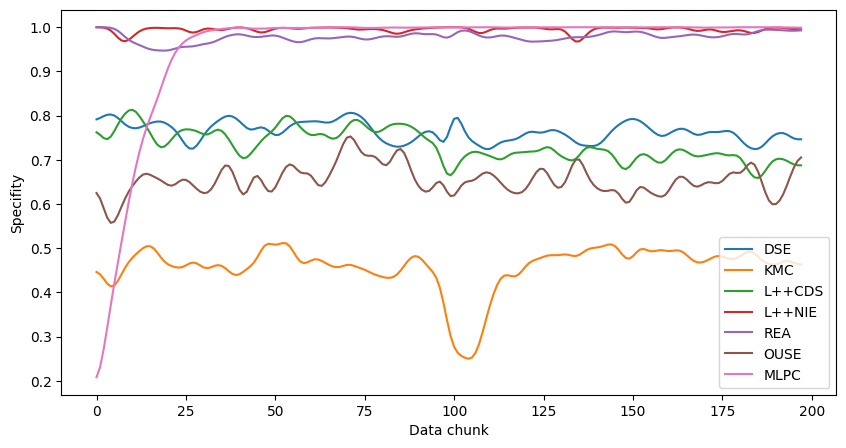 1.0
0.9
0.8
0.7
0.6
0.5
0.4
0.3
0.2
Specifity
0
25
50
75
100
125
150
175
200
Data chunk
DSE
KMC
L++CDS
L++NIE
REA
OUSE
MLPC